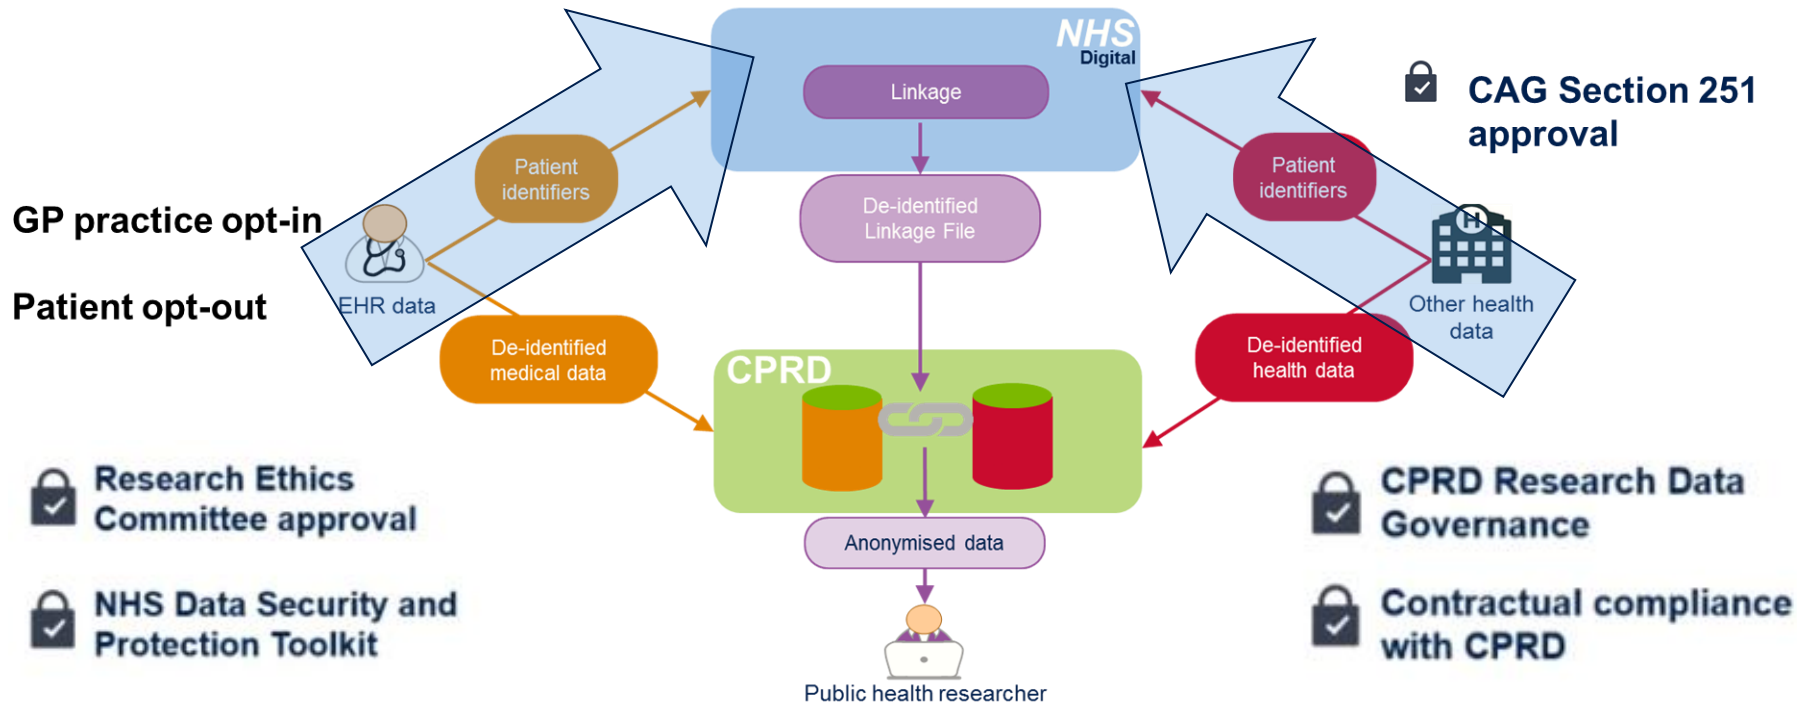 NHS
Digital
Linkage
CAG Section 251
approval
Patient
identifiers
Patient
identifiers
De-identified
Linkage File
GP practice opt-in
H
Patient opt-out
EHR data
Other health
data
De-identified
medical data
De-identified
health data
CPRD
Research Ethics
Committee approval
CPRD Research Data
Governance
Anonymised data
NHS Data Security and
Protection Toolkit
Contractual compliance
with CPRD
Public health researcher